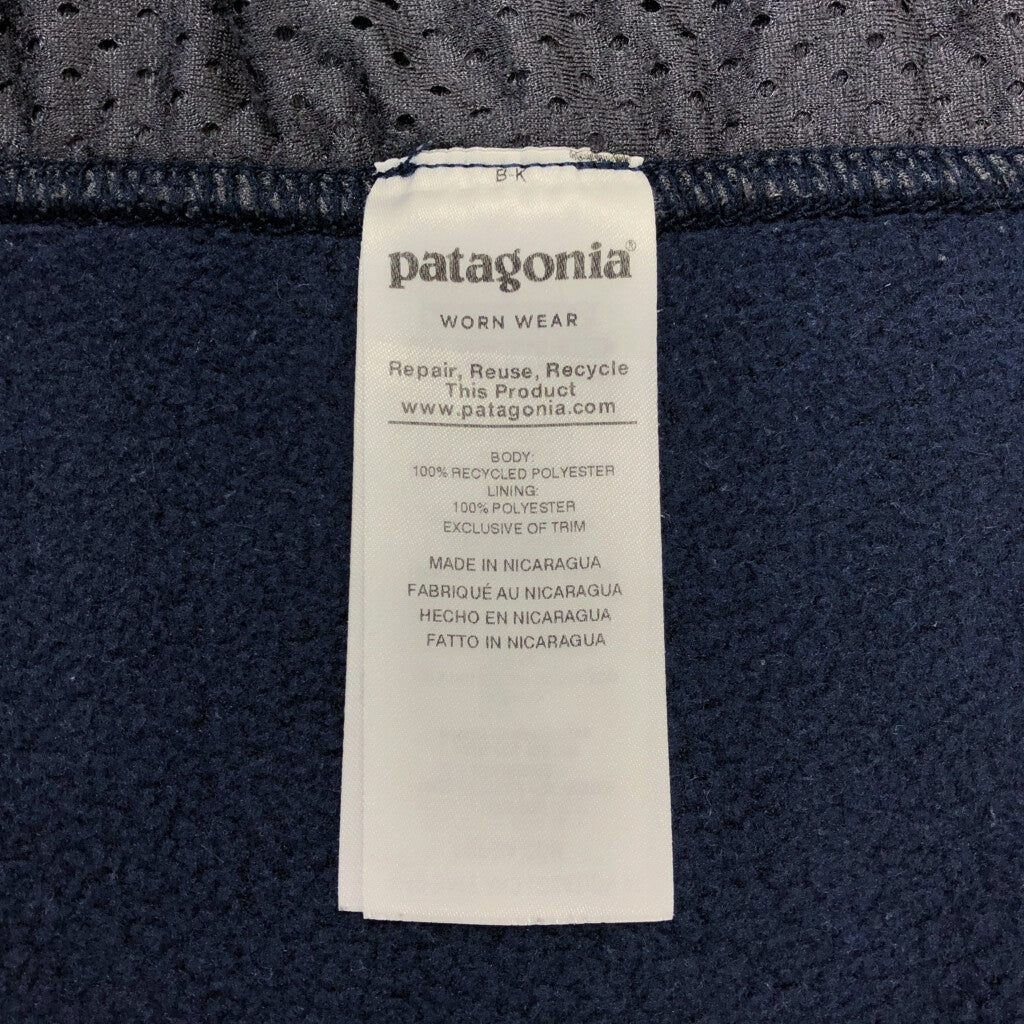 B-K
patagonia®
WORN WEAR
Repair, Reuse, Recycle
This Product
www.patagonia.com
BODY:
100% RECYCLED POLYESTER
LINING:
100% POLYESTER
EXCLUSIVE OF TRIM
MADE IN NICARAGUA
FABRIQUÉ AU NICARAGUA
HECHO EN NICARAGUA
FATTO IN NICARAGUA